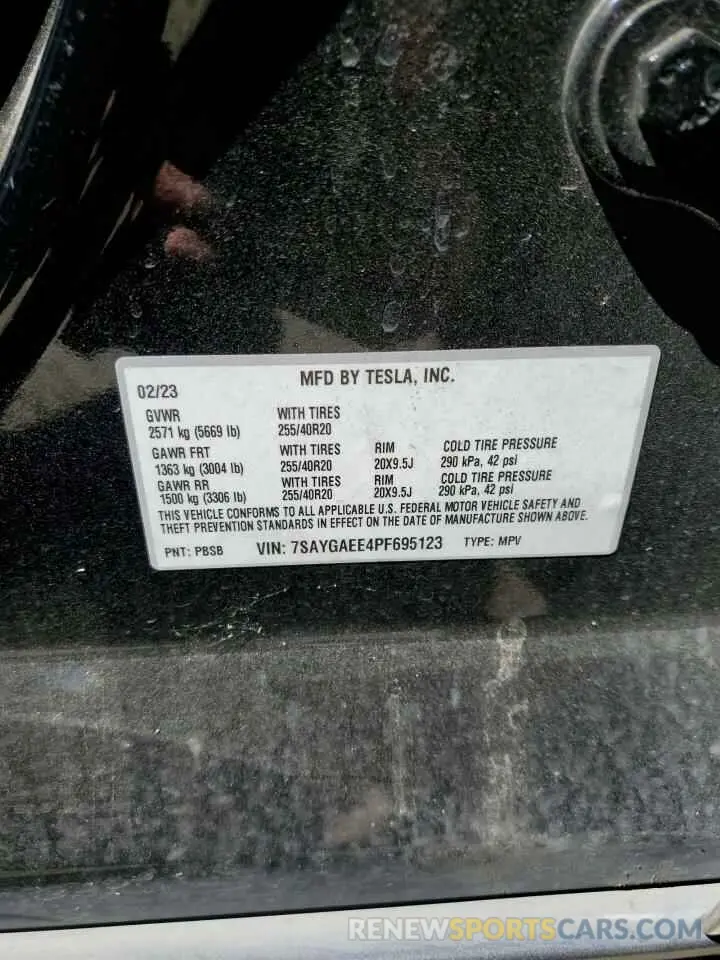 MFD BY TESLA, INC.
02/23
GVWR WITH TIRES
2571 kg (5669 lb) 255/40R20
GAWR FRT WITH TIRES RIM COLD TIRE PRESSURE
1363 kg (3004 lb) 255/40R20 20X9.5J 290 kPa, 42 psi
GAWR RR WITH TIRES RIM COLD TIRE PRESSURE
1500 kg (3306 lb) 255/40R20 20X9.5J 290 kPa, 42 psi
THIS VEHICLE CONFORMS TO ALL APPLICABLE U.S. FEDERAL MOTOR VEHICLE SAFETY AND
THEFT PREVENTION STANDARDS IN EFFECT ON THE DATE OF MANUFACTURE SHOWN ABOVE.
PNT: PBSB VIN: 7SAYGAEE4PF695123 TYPE: MPV
RENEWSPORTSCARS.COM